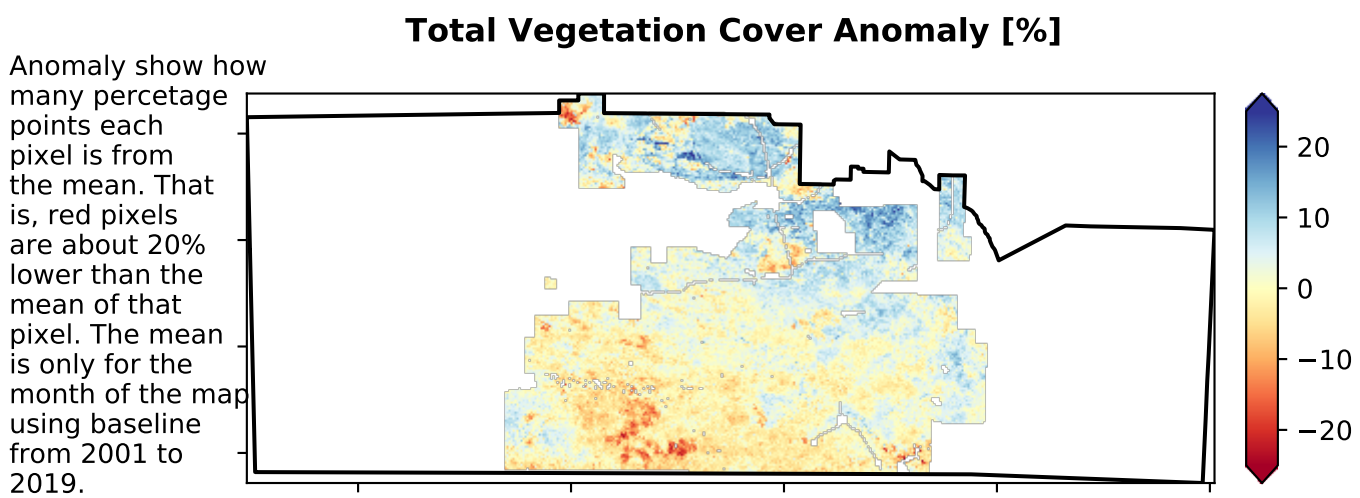 Total Vegetation Cover Anomaly [%]
Anomaly show how
many percetage
points each
pixel is from
the mean. That
is, red pixels
are about 20%
lower than the
mean of that
pixel. The mean
is only for the
month of the map
using baseline
from 2001 to
2019.
20
10
0
−10
−20